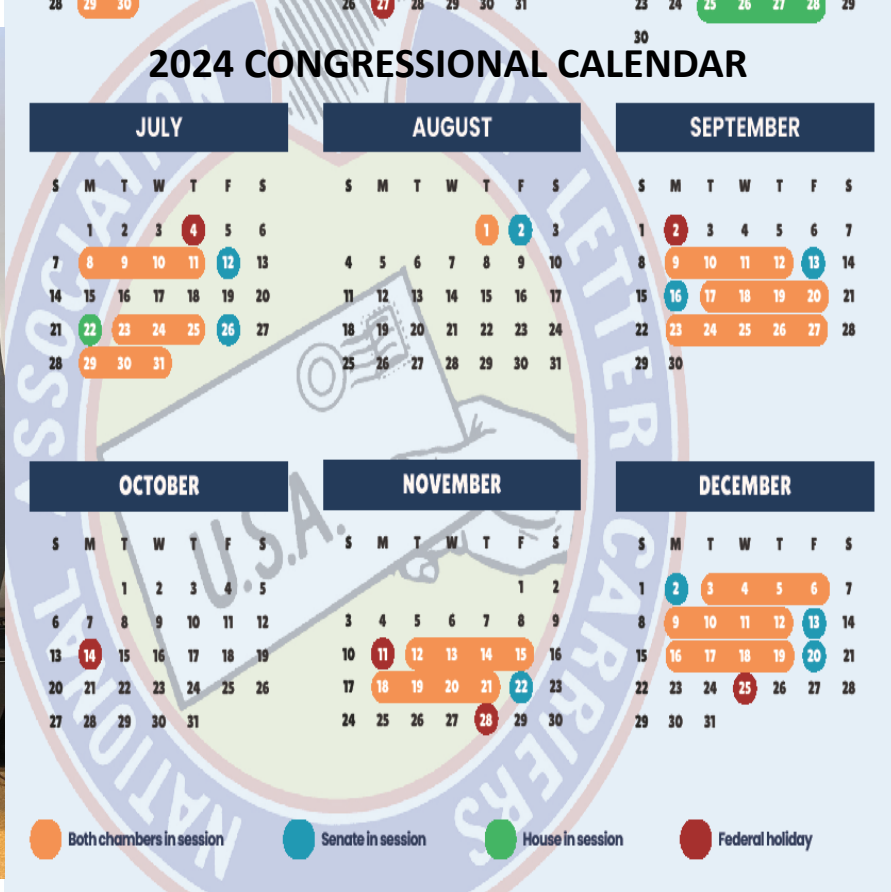 28 29 30
26 27 28 29 30 31
23 24 25 26 27 28 29
30
2024 CONGRESSIONAL CALENDAR
JULY
S M T W T F S
1 2 3 4 5 6
7 8 9 10 11 12 13
14 15 16 17 18 19 20
21 22 23 24 25 26 27
28 29 30 31
AUGUST
S M T W T F S
1 2 3
4 5 6 7 8 9 10
11 12 13 14 15 16 17
18 19 20 21 22 23 24
25 26 27 28 29 30 31
SEPTEMBER
S M T W T F S
1 2 3 4 5 6 7
8 9 10 11 12 13 14
15 16 17 18 19 20 21
22 23 24 25 26 27 28
29 30
OCTOBER
S M T W T F S
1 2 3 4 5
6 7 8 9 10 11 12
13 14 15 16 17 18 19
20 21 22 23 24 25 26
27 28 29 30 31
NOVEMBER
S M T W T F S
1 2
3 4 5 6 7 8 9
10 11 12 13 14 15 16
17 18 19 20 21 22 23
24 25 26 27 28 29 30
DECEMBER
S M T W T F S
1 2 3 4 5 6 7
8 9 10 11 12 13 14
15 16 17 18 19 20 21
22 23 24 25 26 27 28
29 30 31
Both chambers in session
Senate in session
House in session
Federal holiday
NATIONAL ASSOCIATION
LETTER CARRIERS
U.S.A.